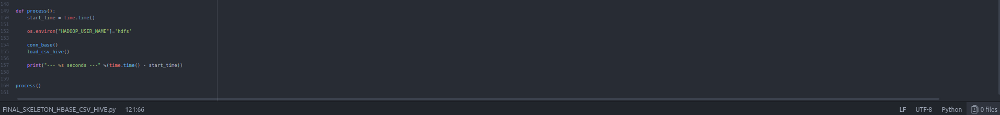 148
149 def process():
150     start_time = time.time()
151
152     os.environ["HADOOP_USER_NAME"]='hdfs'
153
154     conn_base()
155     load_csv_hive()
156
157     print("--- %s seconds ---" %(time.time() - start_time))
158
159
160 process()
161
FINAL_SKELETON_HBASE_CSV_HIVE.py 121:66 LF UTF-8 Python 0 files